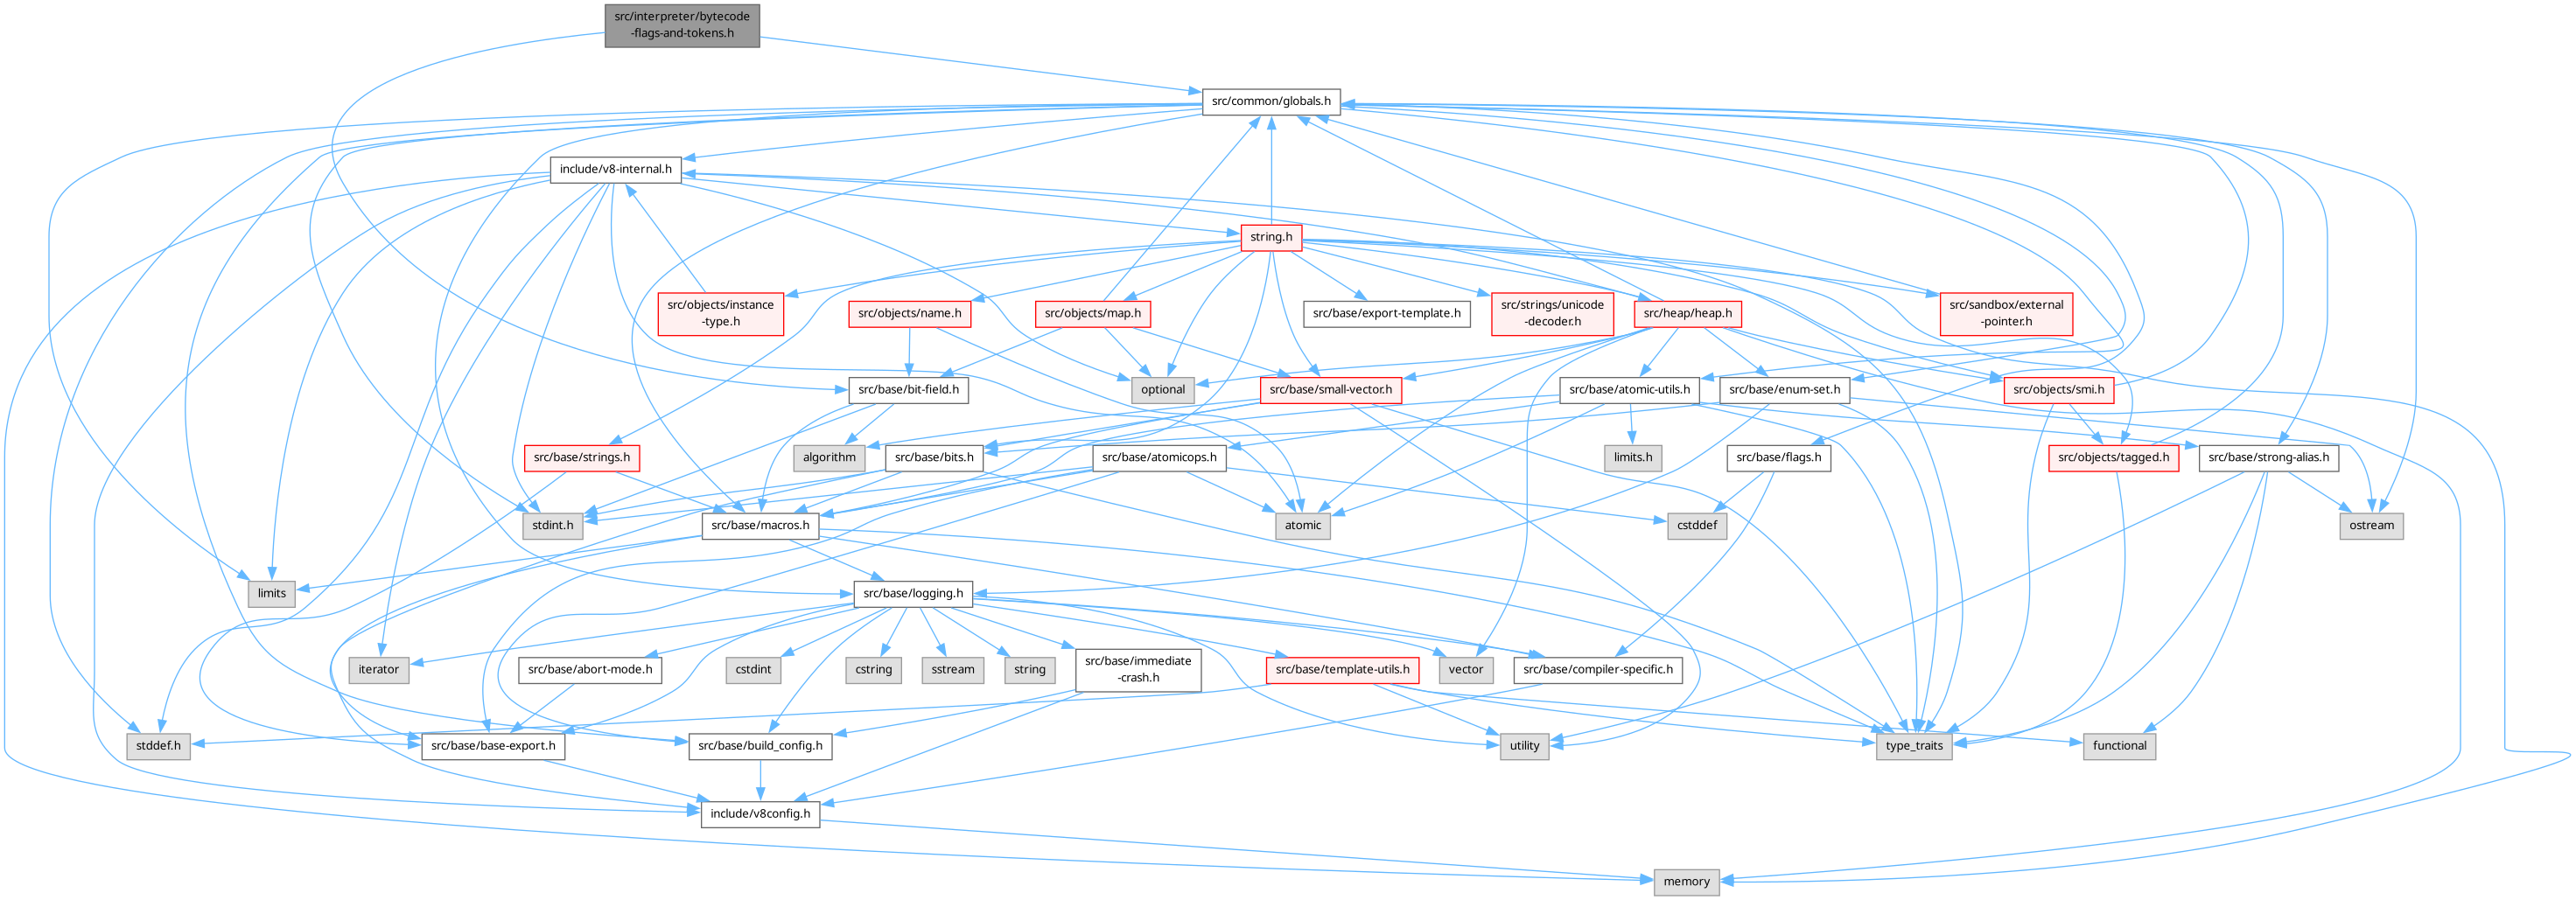 src/interpreter/bytecode
-flags-and-tokens.h
src/common/globals.h
include/v8-internal.h
string.h
src/objects/instance
-type.h
src/objects/name.h
src/objects/map.h
src/base/export-template.h
src/strings/unicode
-decoder.h
src/heap/heap.h
src/sandbox/external
-pointer.h
src/base/bit-field.h
optional
src/base/small-vector.h
src/base/atomic-utils.h
src/base/enum-set.h
src/objects/smi.h
src/base/strings.h
algorithm
src/base/bits.h
src/base/atomicops.h
limits.h
src/base/flags.h
src/objects/tagged.h
src/base/strong-alias.h
stdint.h
src/base/macros.h
atomic
cstddef
ostream
limits
src/base/logging.h
iterator
src/base/abort-mode.h
cstdint
cstring
sstream
string
src/base/immediate
-crash.h
src/base/template-utils.h
vector
src/base/compiler-specific.h
stddef.h
src/base/base-export.h
src/base/build_config.h
utility
type_traits
functional
include/v8config.h
memory